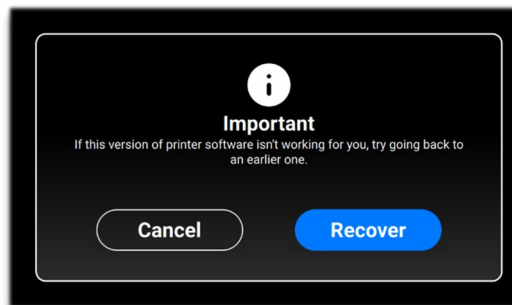 Important
If this version of printer software isn't working for you, try going back to
an earlier one.
Cancel
Recover